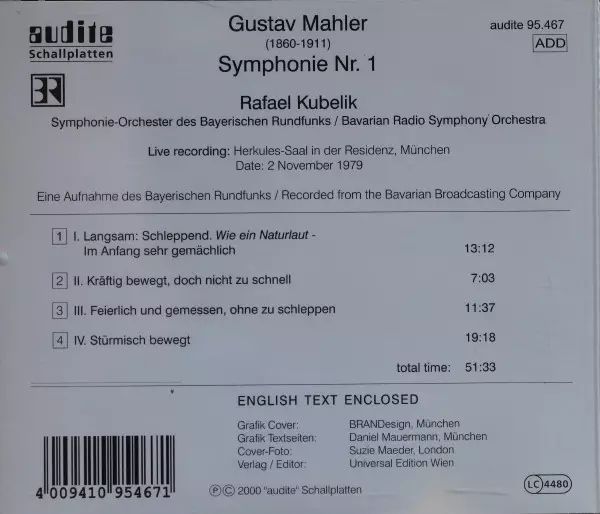 audite
Schallplatten
BR
Gustav Mahler
(1860-1911)
Symphonie Nr. 1
audite 95.467
ADD
Rafael Kubelik
Symphonie-Orchester des Bayerischen Rundfunks / Bavarian Radio Symphony Orchestra
Live recording: Herkules-Saal in der Residenz, München
Date: 2 November 1979
Eine Aufnahme des Bayerischen Rundfunks / Recorded from the Bavarian Broadcasting Company
1 I. Langsam: Schleppend. Wie ein Naturlaut -
Im Anfang sehr gemächlich 13:12
2 II. Kräftig bewegt, doch nicht zu schnell 7:03
3 III. Feierlich und gemessen, ohne zu schleppen 11:37
4 IV. Stürmisch bewegt 19:18
total time: 51:33
ENGLISH TEXT ENCLOSED
Grafik Cover: BRANDesign, München
Grafik Textseiten: Daniel Mauermann, München
Cover-Foto: Suzie Maeder, London
Verlag / Editor: Universal Edition Wien
4 009410 954671
ⓅⒸ 2000 "audite" Schallplatten
LC 4480